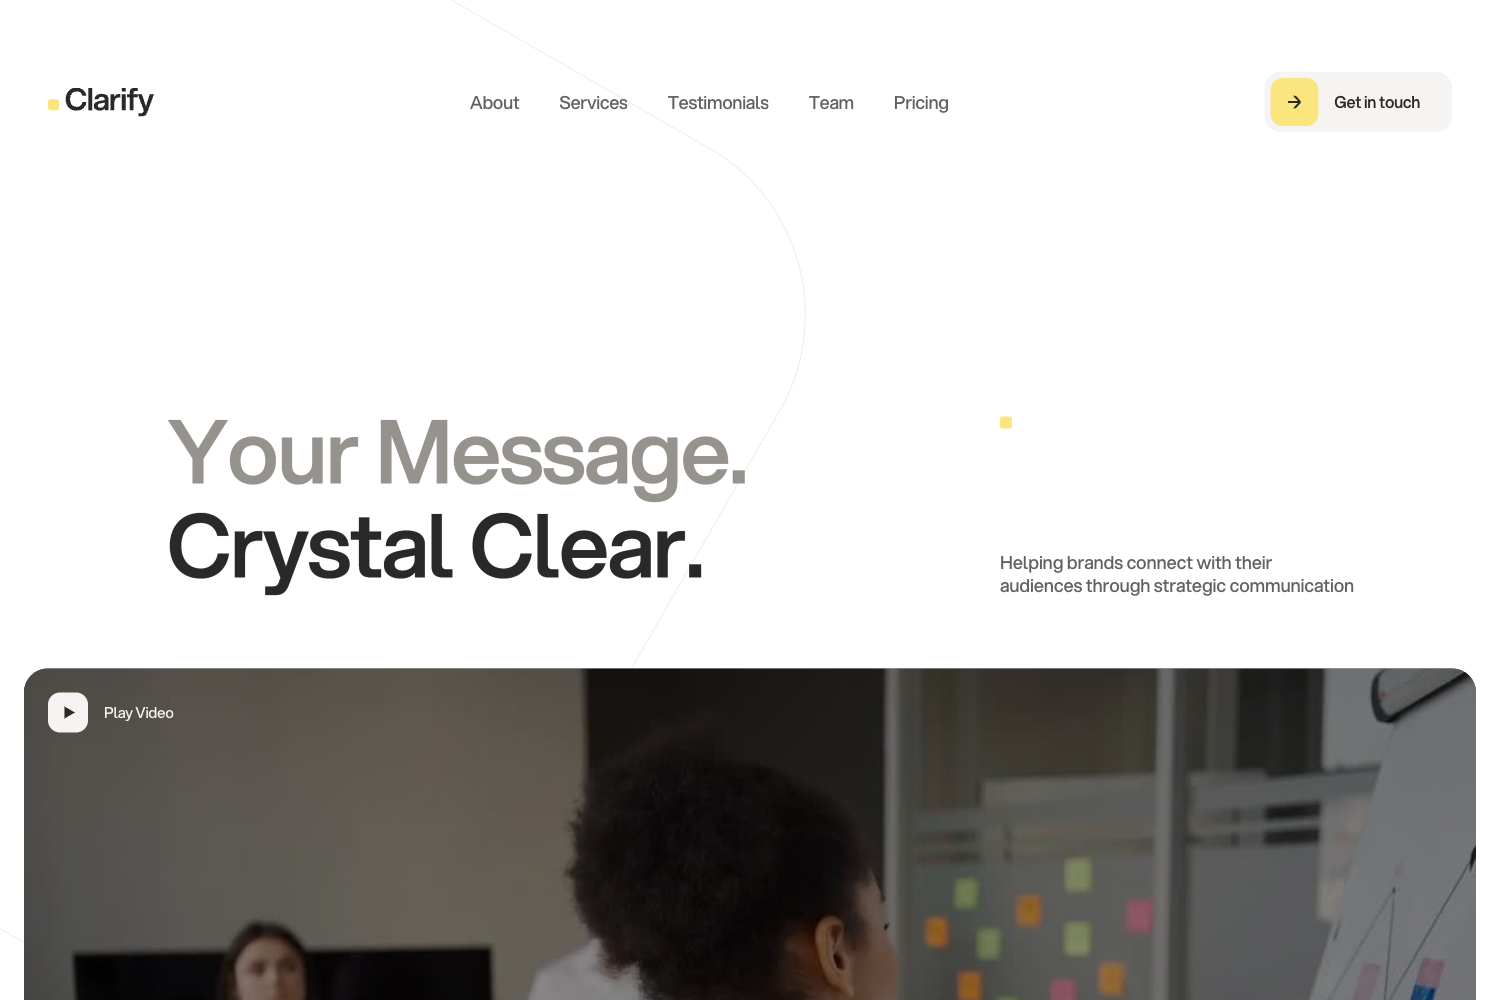 Clarify
About
Services
Testimonials
Team
Pricing
Get in touch
Your Message.
Crystal Clear.
Helping brands connect with their
audiences through strategic communication
Play Video